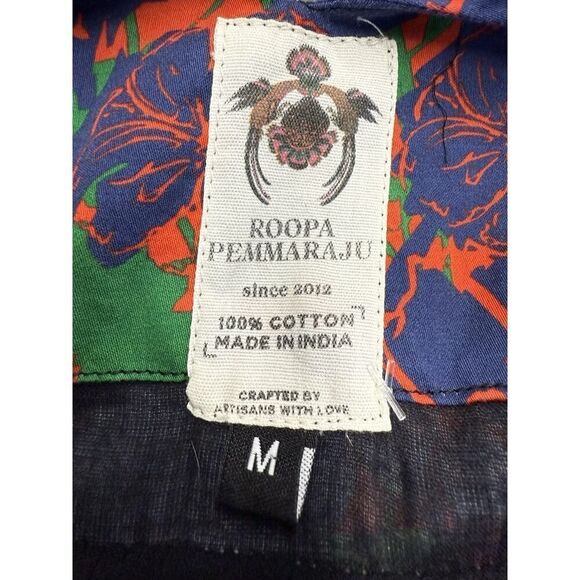 ROOPA
PEMMARAJU
since 2012
100% COTTON
MADE IN INDIA
CRAFTED BY
ARTISANS WITH LOVE
M